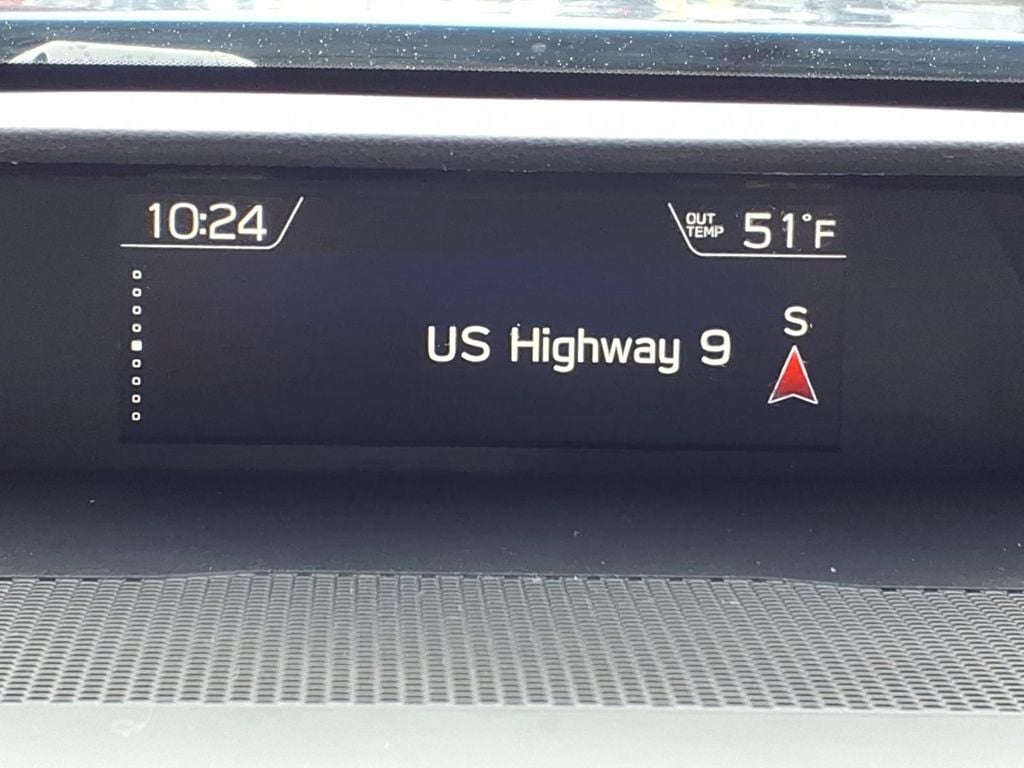 10:24
OUT
TEMP
51°F
S
US Highway 9